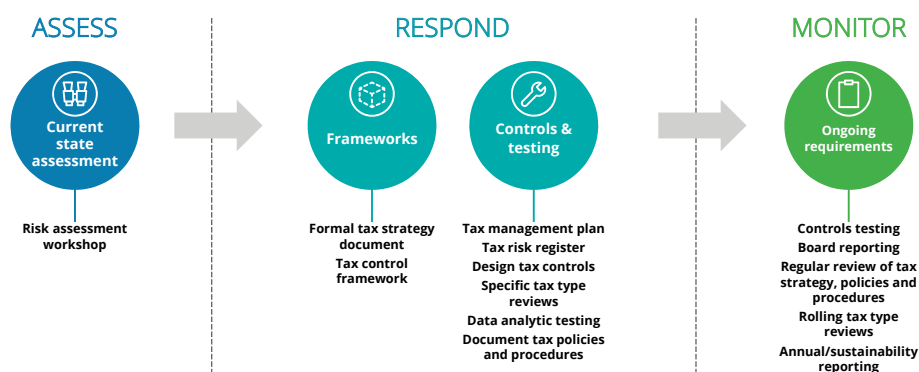 ASSESS
RESPOND
MONITOR
Current
state
assessment
Frameworks
Controls &
testing
Ongoing
requirements
Risk assessment
workshop
Formal tax strategy
document
Tax control
framework
Tax management plan
Tax risk register
Design tax controls
Specific tax type
reviews
Data analytic testing
Document tax policies
and procedures
Controls testing
Board reporting
Regular review of tax
strategy, policies and
procedures
Rolling tax type
reviews
Annual/sustainability
reporting